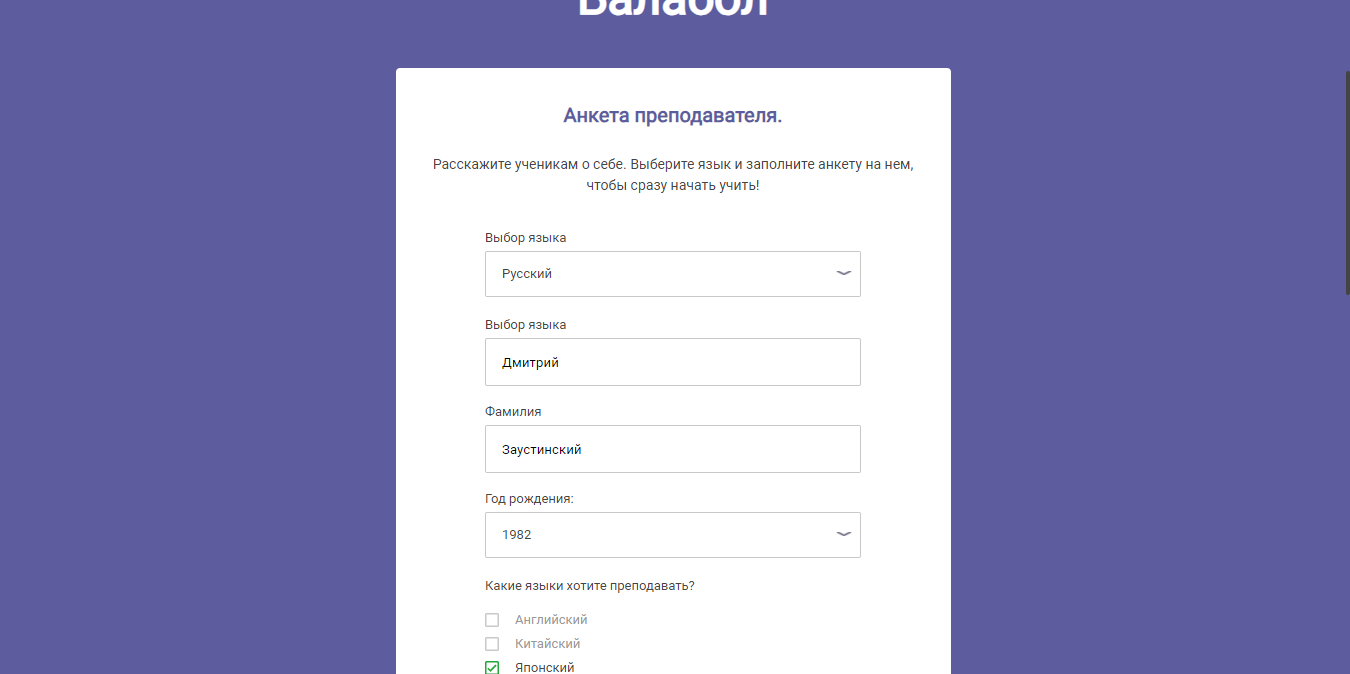 Балабол
Анкета преподавателя.
Расскажите ученикам о себе. Выберите язык и заполните анкету на нем,
чтобы сразу начать учить!
Выбор языка
Русский
Выбор языка
Дмитрий
Фамилия
Заустинский
Год рождения:
1982
Какие языки хотите преподавать?
Английский
Китайский
Японский